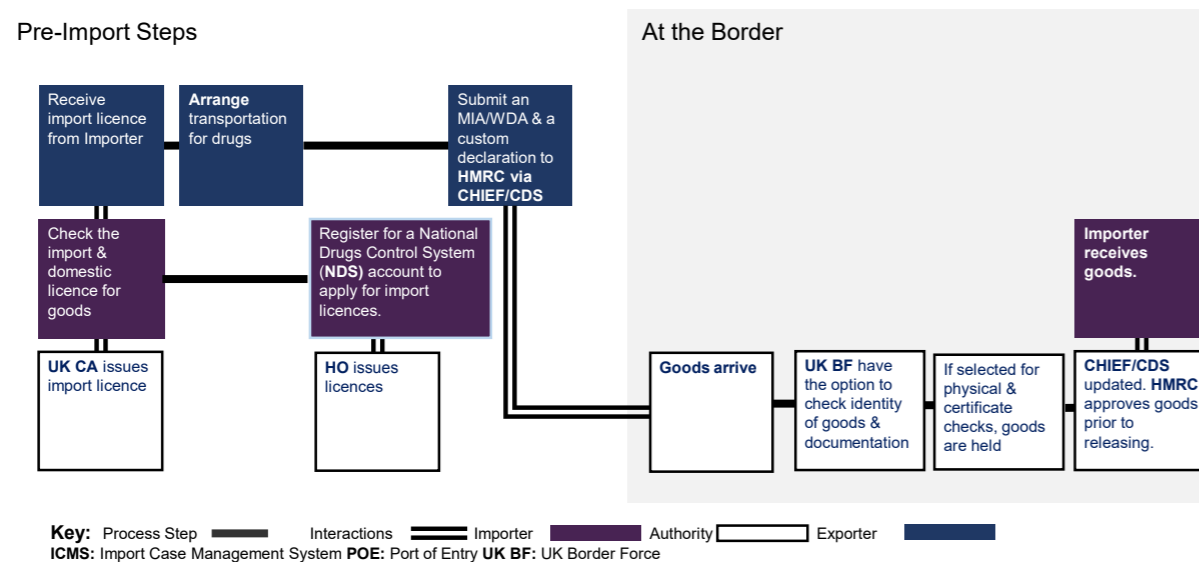 Pre-Import Steps
At the Border
Receive
import licence
from Importer
Arrange
transportation
for drugs
Submit an
MIA/WDA & a
custom
declaration to
HMRC via
CHIEF/CDS
Check the
import &
domestic
licence for
goods
Register for a National
Drugs Control System
(NDS) account to
apply for import
licences.
Importer
receives
goods.
UK CA issues
import licence
HO issues
licences
Goods arrive
UK BF have
the option to
check identity
of goods &
documentation
If selected for
physical &
certificate
checks, goods
are held
CHIEF/CDS
updated. HMRC
approves goods
prior to
releasing.
Key: Process Step Interactions Importer Authority Exporter
ICMS: Import Case Management System POE: Port of Entry UK BF: UK Border Force